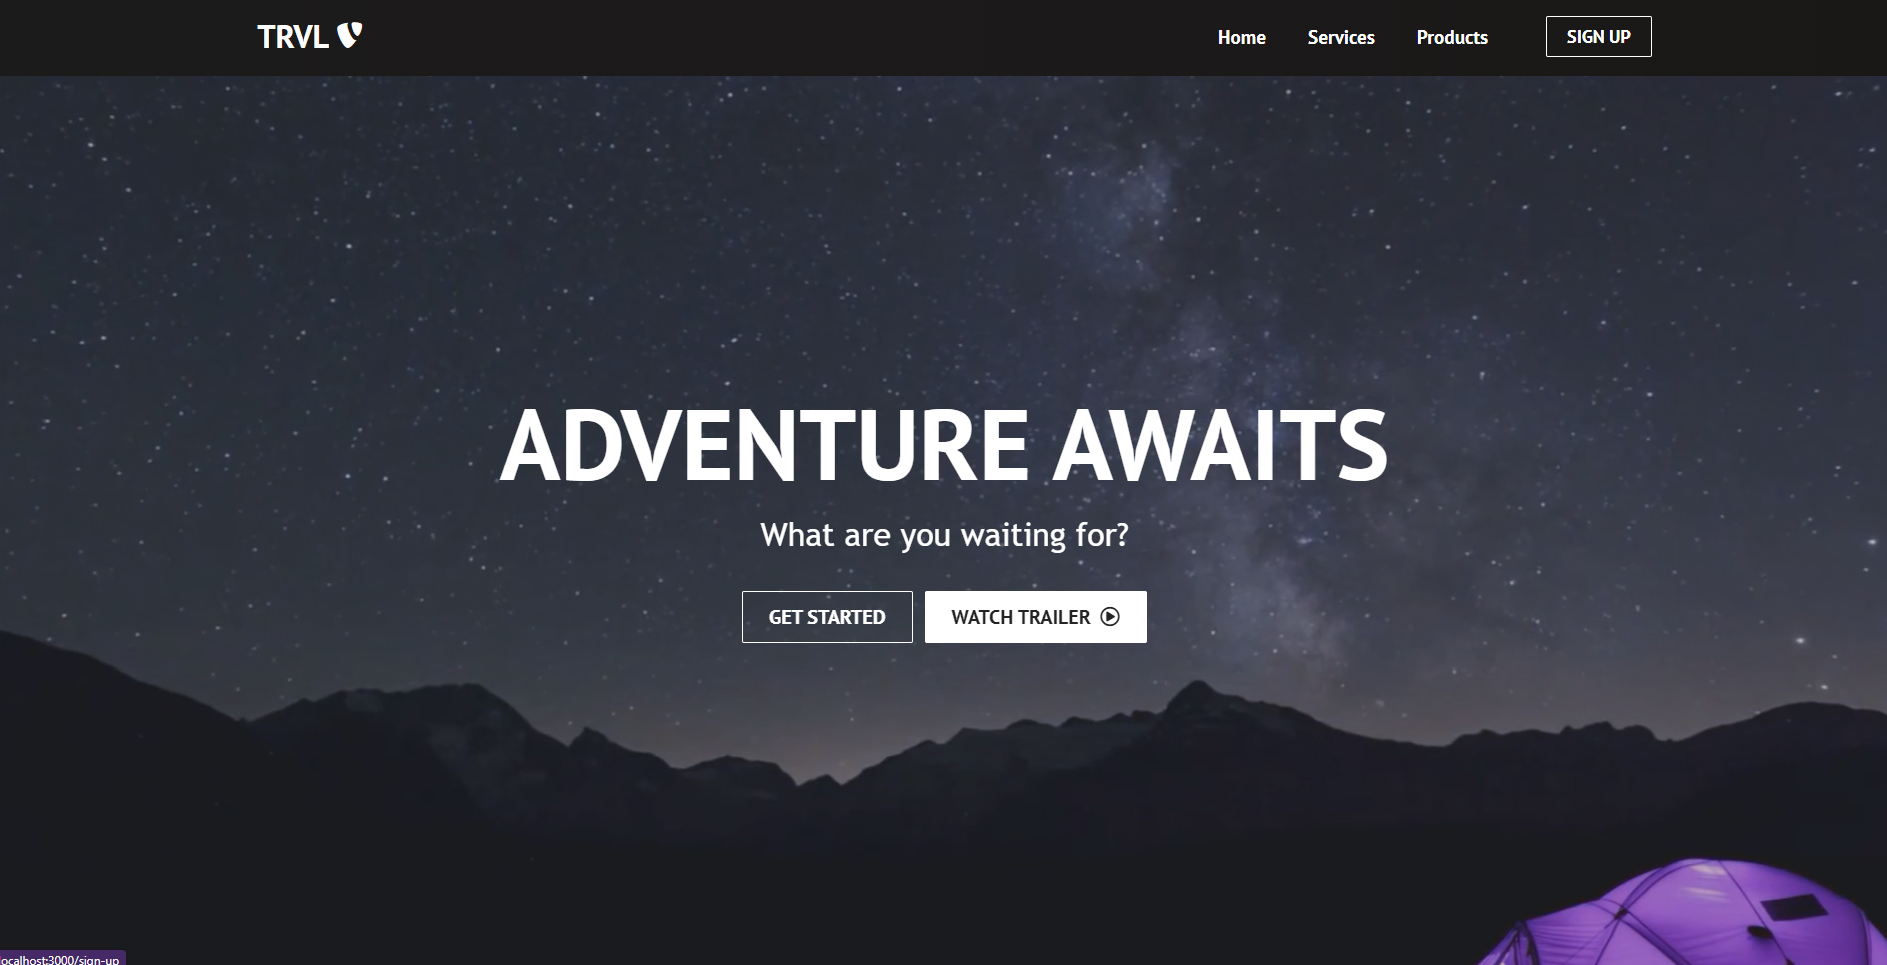 TRVL
Home Services Products SIGN UP
ADVENTURE AWAITS
What are you waiting for?
GET STARTED WATCH TRAILER
ocalhost:3000/sign-up